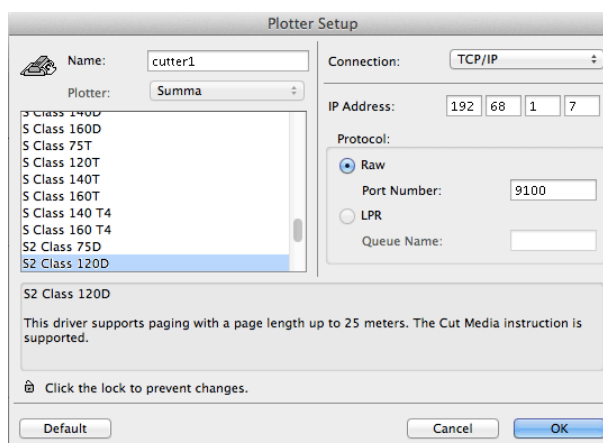 Plotter Setup
Name: cutter1
Plotter: Summa
S Class 140D
S Class 160D
S Class 75T
S Class 120T
S Class 140T
S Class 160T
S Class 140 T4
S Class 160 T4
S2 Class 75D
S2 Class 120D
Connection: TCP/IP
IP Address: 192 68 1 7
Protocol:
Raw
Port Number: 9100
LPR
Queue Name:
S2 Class 120D
This driver supports paging with a page length up to 25 meters. The Cut Media instruction is
supported.
Click the lock to prevent changes.
Default Cancel OK